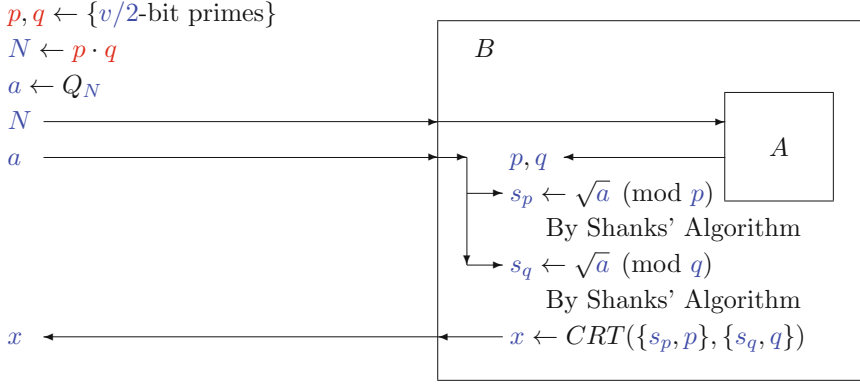 p, q ← {v/2-bit primes}
N ← p · q
B
a ← Q_N
N
A
a
p, q
s_p ← √a (mod p)
By Shanks' Algorithm
s_q ← √a (mod q)
By Shanks' Algorithm
x
x ← CRT({s_p, p}, {s_q, q})